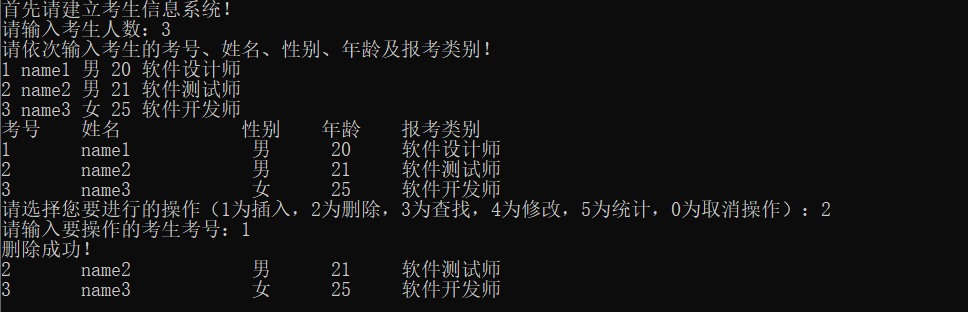 首先请建立考生信息系统！
请输入考生人数：3
请依次输入考生的考号、姓名、性别、年龄及报考类别！
1 name1 男 20 软件设计师
2 name2 男 21 软件测试师
3 name3 女 25 软件开发师
考号 姓名 性别 年龄 报考类别
1 name1 男 20 软件设计师
2 name2 男 21 软件测试师
3 name3 女 25 软件开发师
请选择您要进行的操作（1为插入，2为删除，3为查找，4为修改，5为统计，0为取消操作）：2
请输入要操作的考生考号：1
删除成功！
2 name2 男 21 软件测试师
3 name3 女 25 软件开发师